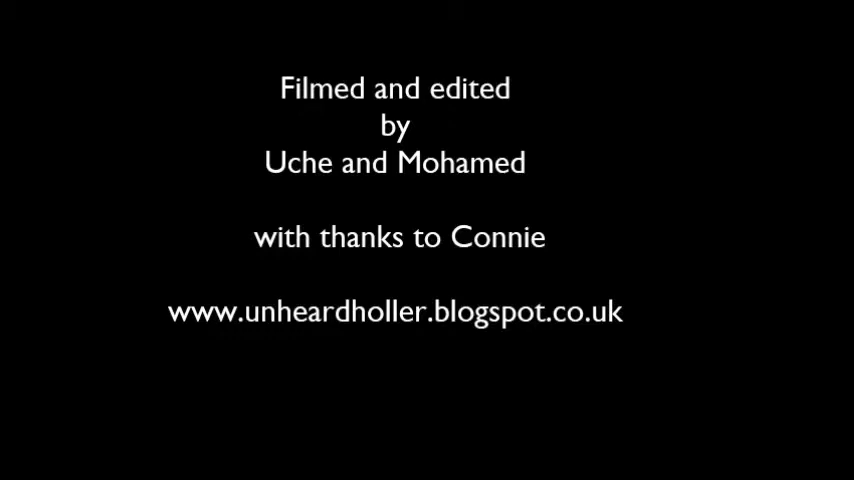 Filmed and edited
by
Uche and Mohamed
with thanks to Connie
www.unheardholler.blogspot.co.uk